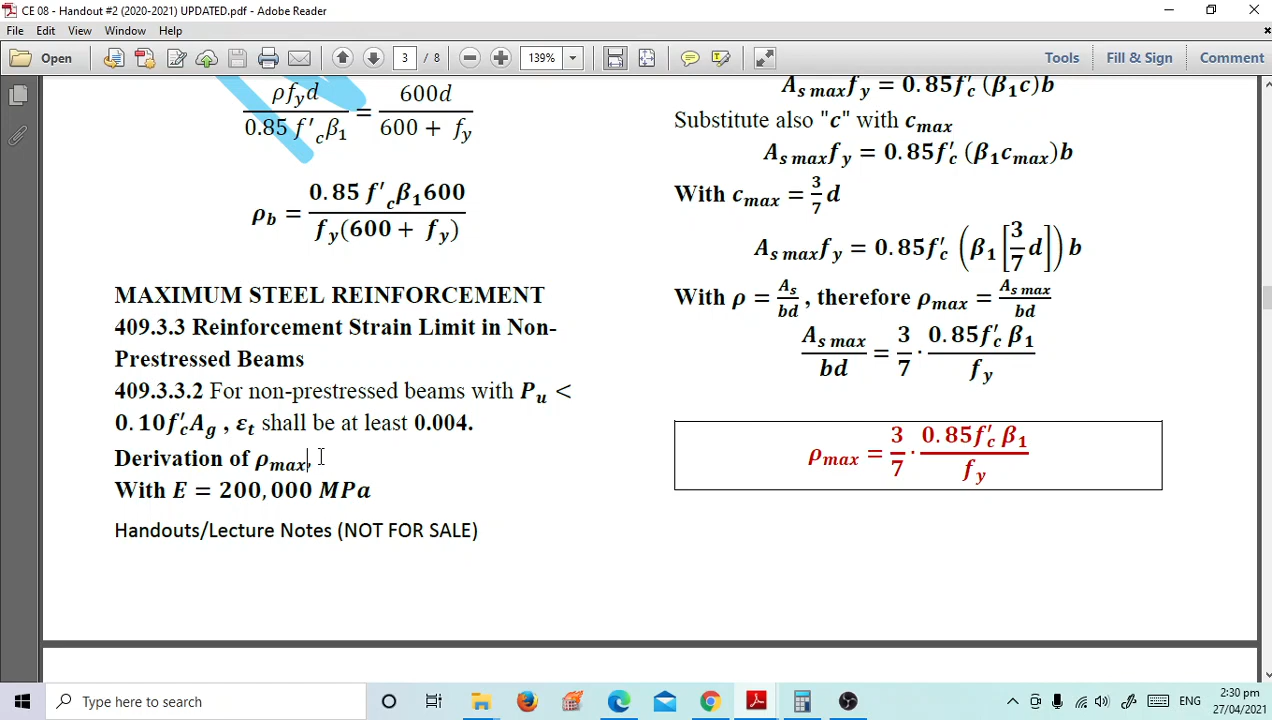 CE 08 - Handout #2 (2020-2021) UPDATED.pdf - Adobe Reader
File Edit View Window Help
Open 3 / 8 139% Tools Fill & Sign Comment
ρf_y d / 0.85 f'_c β_1 = 600d / 600 + f_y
ρ_b = 0.85 f'_c β_1 600 / f_y(600 + f_y)
MAXIMUM STEEL REINFORCEMENT
409.3.3 Reinforcement Strain Limit in Non-
Prestressed Beams
409.3.3.2 For non-prestressed beams with P_u <
0.10f'_c A_g , ε_t shall be at least 0.004.
Derivation of ρ_max,
With E = 200,000 MPa
Handouts/Lecture Notes (NOT FOR SALE)
A_s max f_y = 0.85f'_c (β_1 c)b
Substitute also "c" with c_max
A_s max f_y = 0.85f'_c (β_1 c_max)b
With c_max = 3/7 d
A_s max f_y = 0.85f'_c (β_1 [3/7 d]) b
With ρ = A_s/bd , therefore ρ_max = A_s max/bd
A_s max / bd = 3/7 · 0.85f'_c β_1 / f_y
ρ_max = 3/7 · 0.85f'_c β_1 / f_y
Type here to search
ENG
2:30 pm
27/04/2021